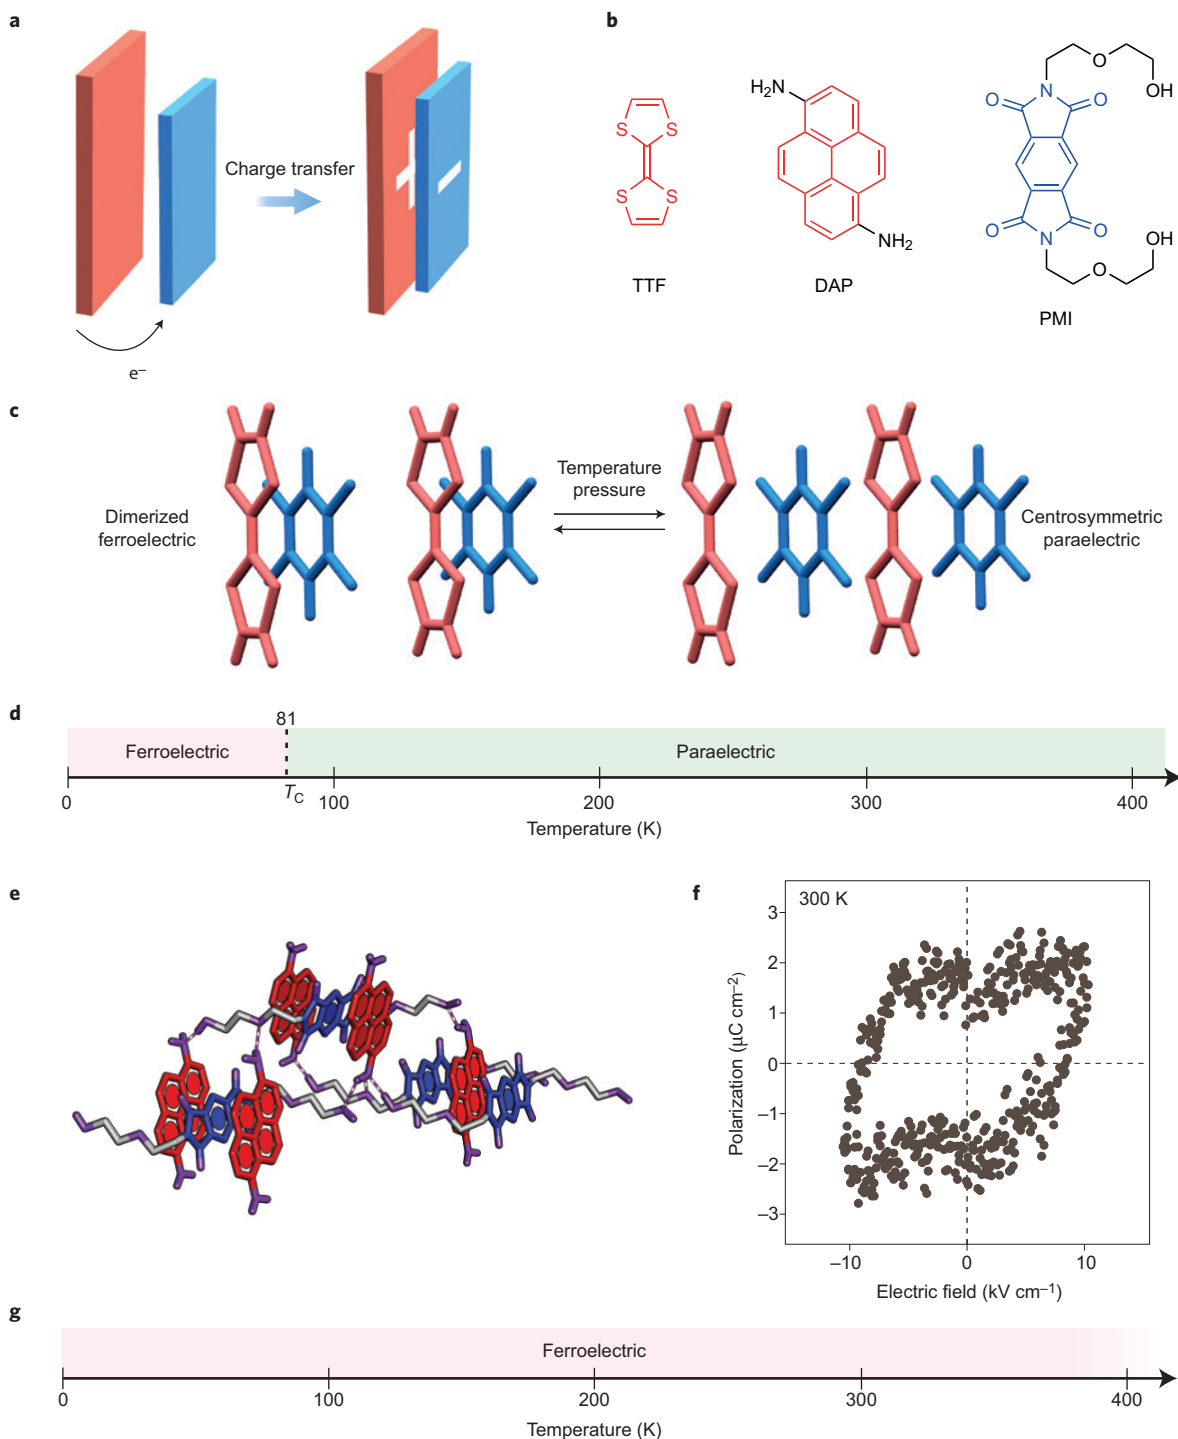 a
Charge transfer
e–
b
S
S
S
S
TTF
H2N
NH2
DAP
O
OH
N
O
O
O
O
N
OH
O
PMI
c
Dimerized
ferroelectric
Temperature
pressure
Centrosymmetric
paraelectric
d
81
Ferroelectric
Paraelectric
0
TC
100
200
300
400
Temperature (K)
e
f
300 K
3
2
1
0
–1
–2
–3
Polarization (µC cm–2)
–10
0
10
Electric field (kV cm–1)
g
Ferroelectric
0
100
200
300
400
Temperature (K)